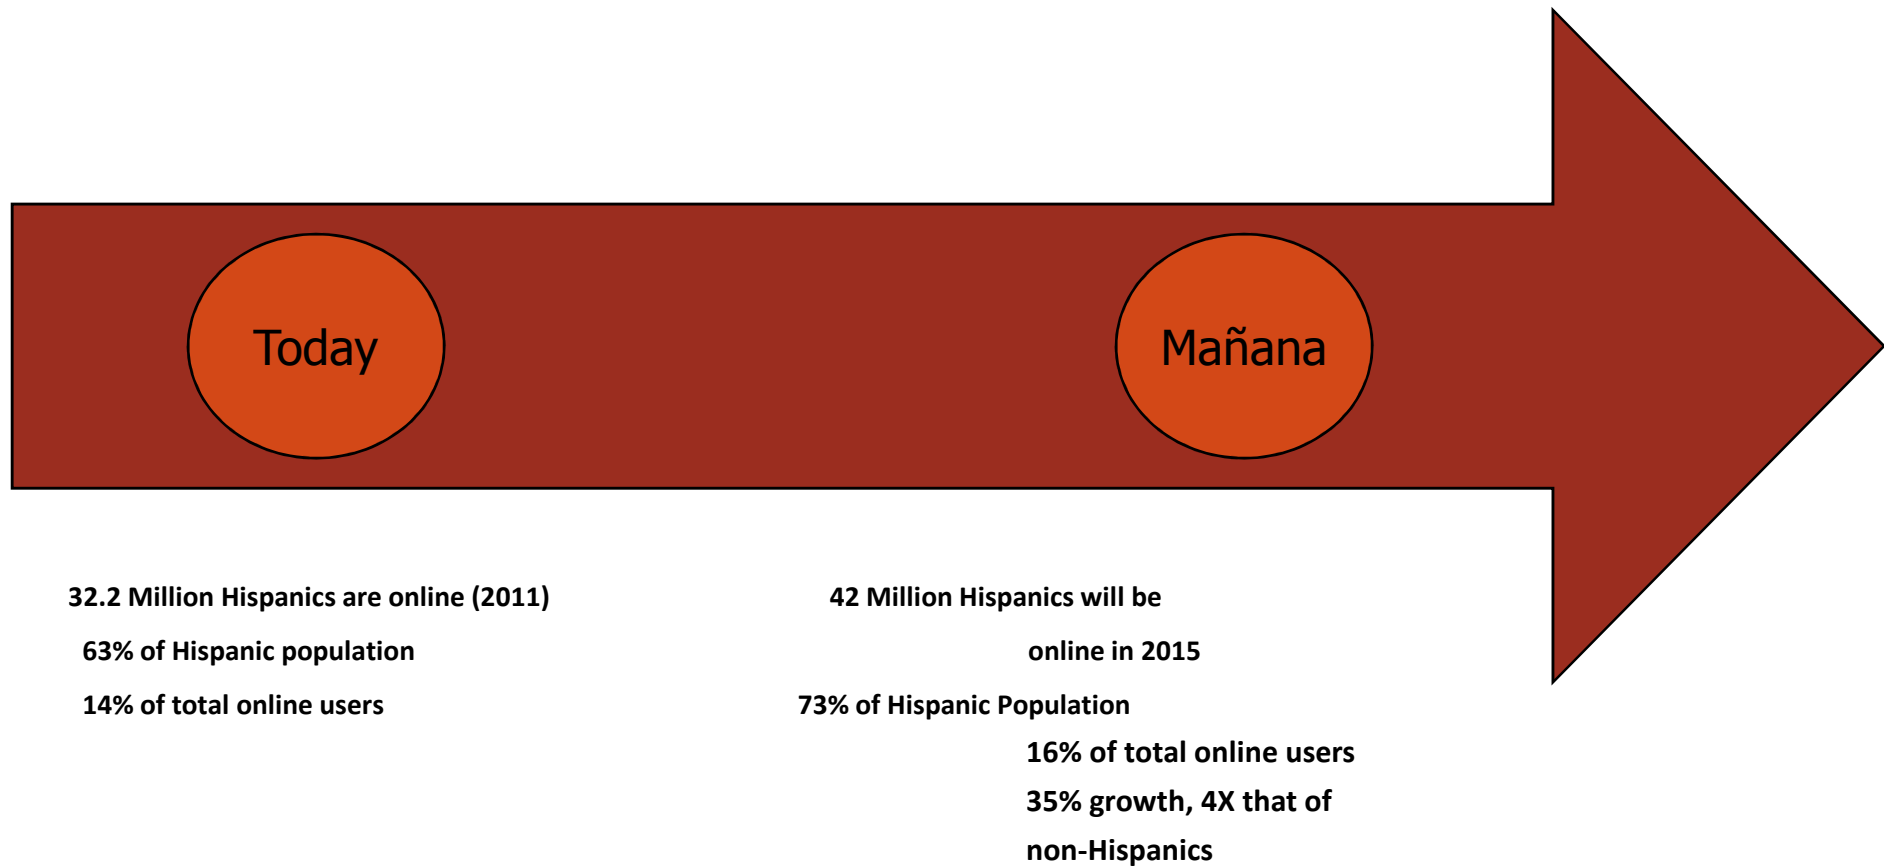 Today
Mañana
32.2 Million Hispanics are online (2011)
63% of Hispanic population
14% of total online users
42 Million Hispanics will be
online in 2015
73% of Hispanic Population
16% of total online users
35% growth, 4X that of
non-Hispanics